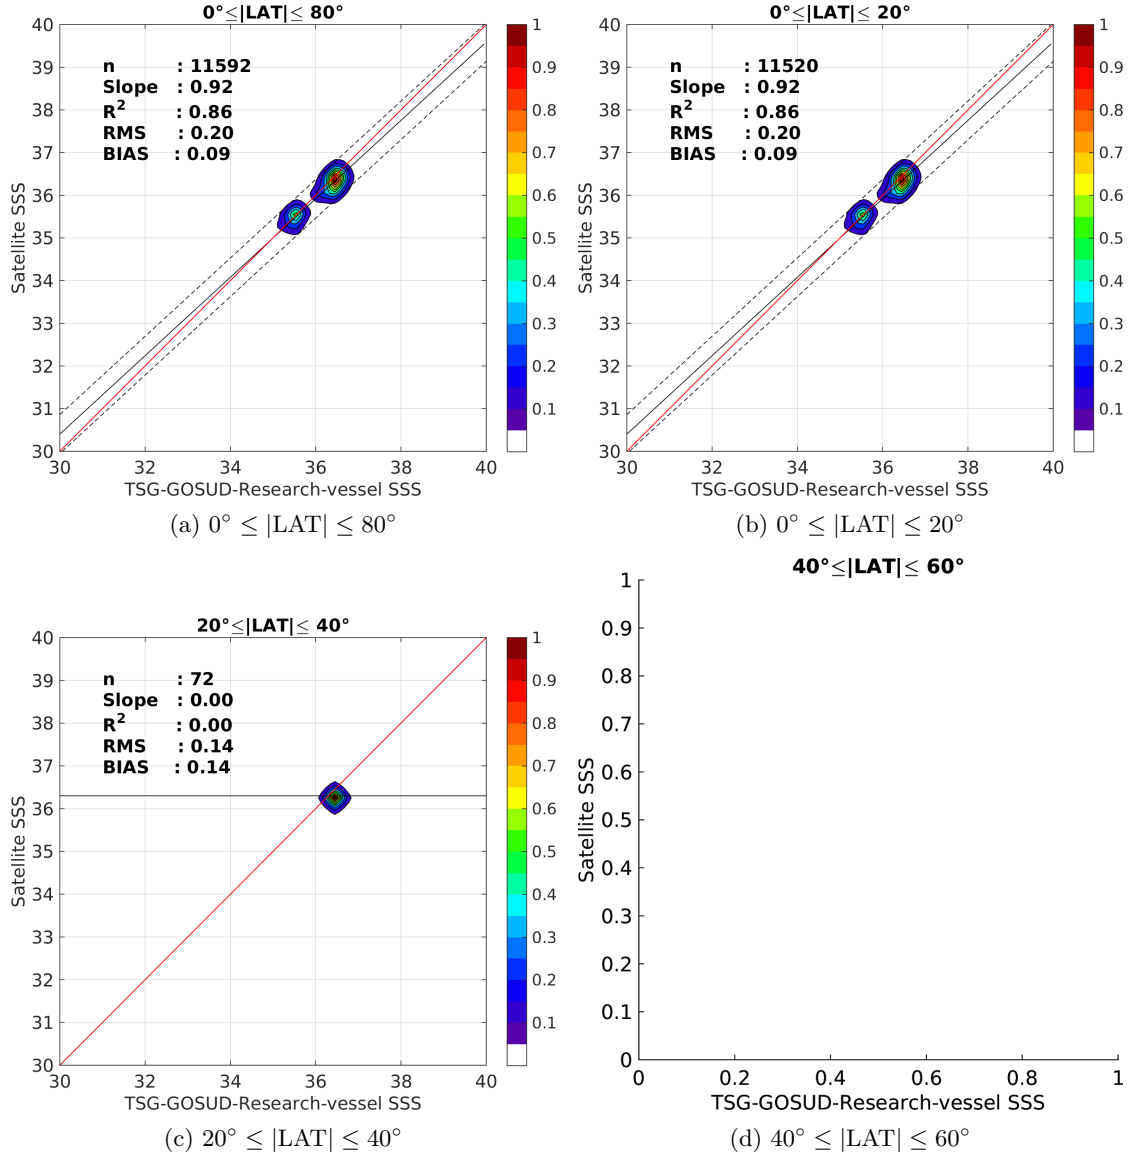 0°≤|LAT|≤ 80°
40
39
38
37
36
35
34
33
32
31
30
30 32 34 36 38 40
Satellite SSS
TSG-GOSUD-Research-vessel SSS
n : 11592
Slope : 0.92
R² : 0.86
RMS : 0.20
BIAS : 0.09
1
0.9
0.8
0.7
0.6
0.5
0.4
0.3
0.2
0.1
(a) 0° ≤ |LAT| ≤ 80°
0°≤|LAT|≤ 20°
40
39
38
37
36
35
34
33
32
31
30
30 32 34 36 38 40
Satellite SSS
TSG-GOSUD-Research-vessel SSS
n : 11520
Slope : 0.92
R² : 0.86
RMS : 0.20
BIAS : 0.09
1
0.9
0.8
0.7
0.6
0.5
0.4
0.3
0.2
0.1
(b) 0° ≤ |LAT| ≤ 20°
20°≤|LAT|≤ 40°
40
39
38
37
36
35
34
33
32
31
30
30 32 34 36 38 40
Satellite SSS
TSG-GOSUD-Research-vessel SSS
n : 72
Slope : 0.00
R² : 0.00
RMS : 0.14
BIAS : 0.14
1
0.9
0.8
0.7
0.6
0.5
0.4
0.3
0.2
0.1
(c) 20° ≤ |LAT| ≤ 40°
40°≤|LAT|≤ 60°
1
0.9
0.8
0.7
0.6
0.5
0.4
0.3
0.2
0.1
0
0 0.2 0.4 0.6 0.8 1
Satellite SSS
TSG-GOSUD-Research-vessel SSS
(d) 40° ≤ |LAT| ≤ 60°